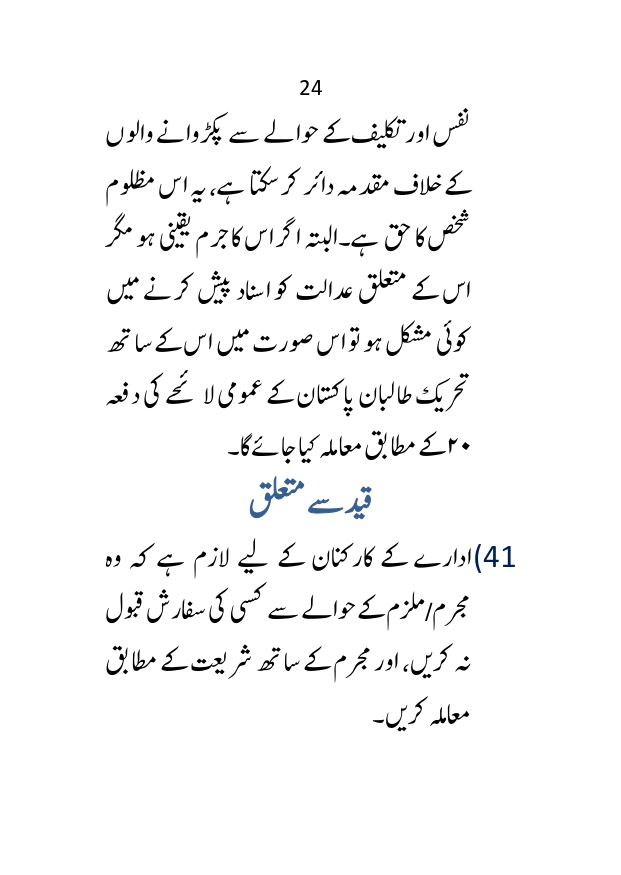 24
نفس اور تکلیف کے حوالے سے پکڑوانے والوں
کے خلاف مقدمہ دائر کر سکتا ہے، یہ اس مظلوم
شخص کا حق ہے۔ البتہ اگر اس کا جرم یقینی ہو مگر
اس کے متعلق عدالت کو اسناد پیش کرنے میں
کوئی مشکل ہو تو اس صورت میں اس کے ساتھ
تحریک طالبان پاکستان کے عمومی لائحے کی دفعہ
۲۰ کے مطابق معاملہ کیا جائے گا۔
قید سے متعلق
41) ادارے کے کارکنان کے لیے لازم ہے کہ وہ
مجرم/ملزم کے حوالے سے کسی کی سفارش قبول
نہ کریں، اور مجرم کے ساتھ شریعت کے مطابق
معاملہ کریں۔